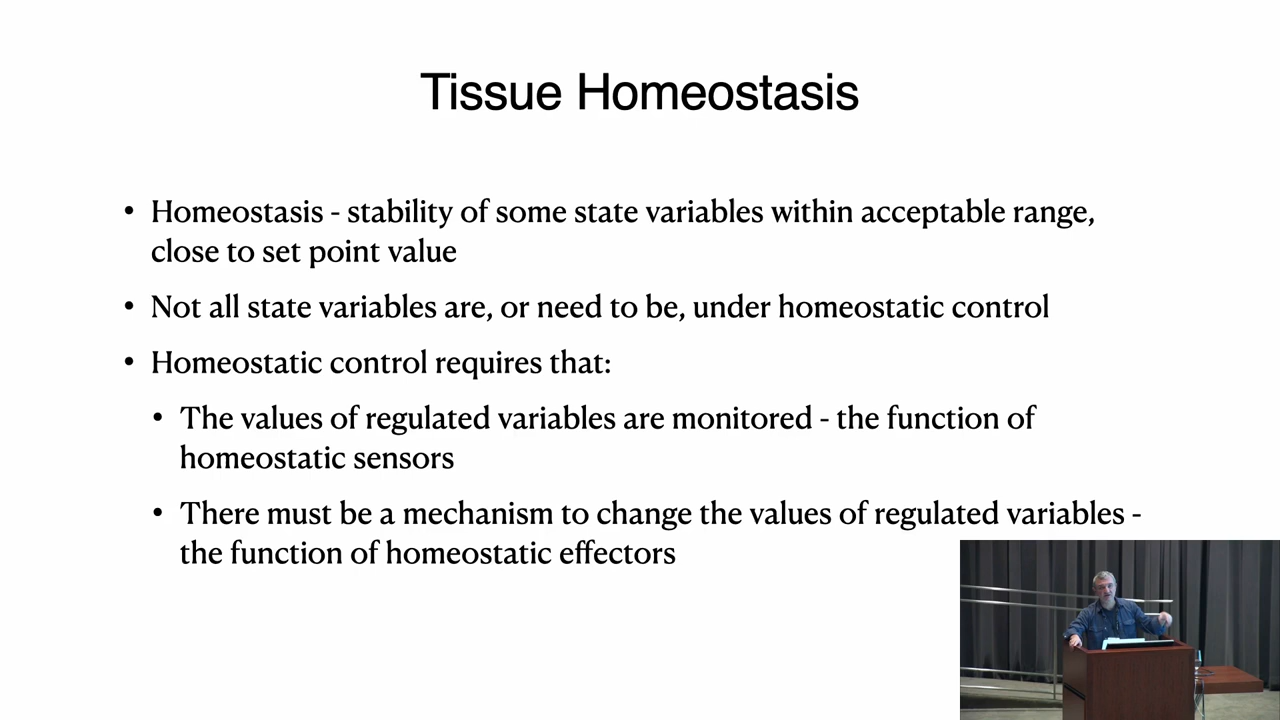 Tissue Homeostasis
• Homeostasis - stability of some state variables within acceptable range,
close to set point value
• Not all state variables are, or need to be, under homeostatic control
• Homeostatic control requires that:
• The values of regulated variables are monitored - the function of
homeostatic sensors
• There must be a mechanism to change the values of regulated variables -
the function of homeostatic effectors